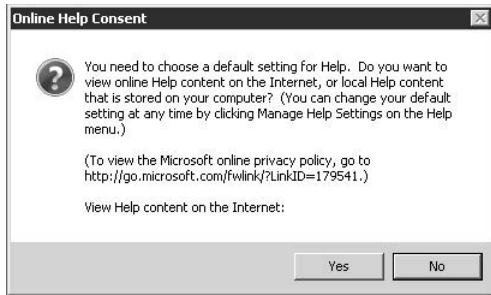 Online Help Consent
You need to choose a default setting for Help. Do you want to
view online Help content on the Internet, or local Help content
that is stored on your computer? (You can change your default
setting at any time by clicking Manage Help Settings on the Help
menu.)
(To view the Microsoft online privacy policy, go to
http://go.microsoft.com/fwlink/?LinkID=179541.)
View Help content on the Internet:
Yes
No